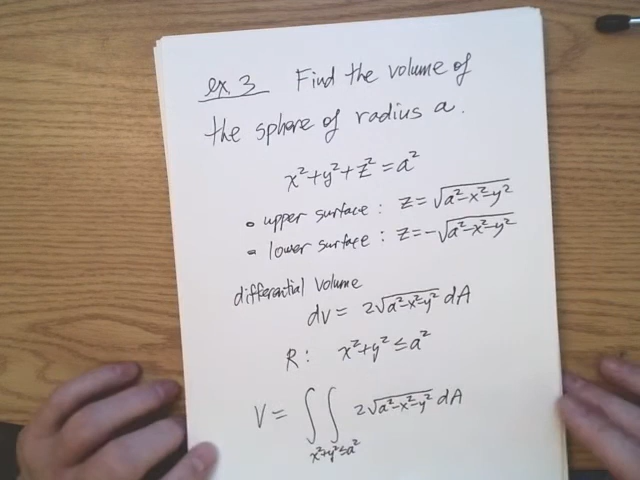 ex. 3 Find the volume of
the sphere of radius a.
x²+y²+z²=a²
• upper surface: z=√(a²-x²-y²)
• lower surface: z=-√(a²-x²-y²)
differential volume
dv = 2√(a²-x²-y²) dA
R: x²+y²≤a²
V = ∬ 2√(a²-x²-y²) dA
x²+y²≤a²